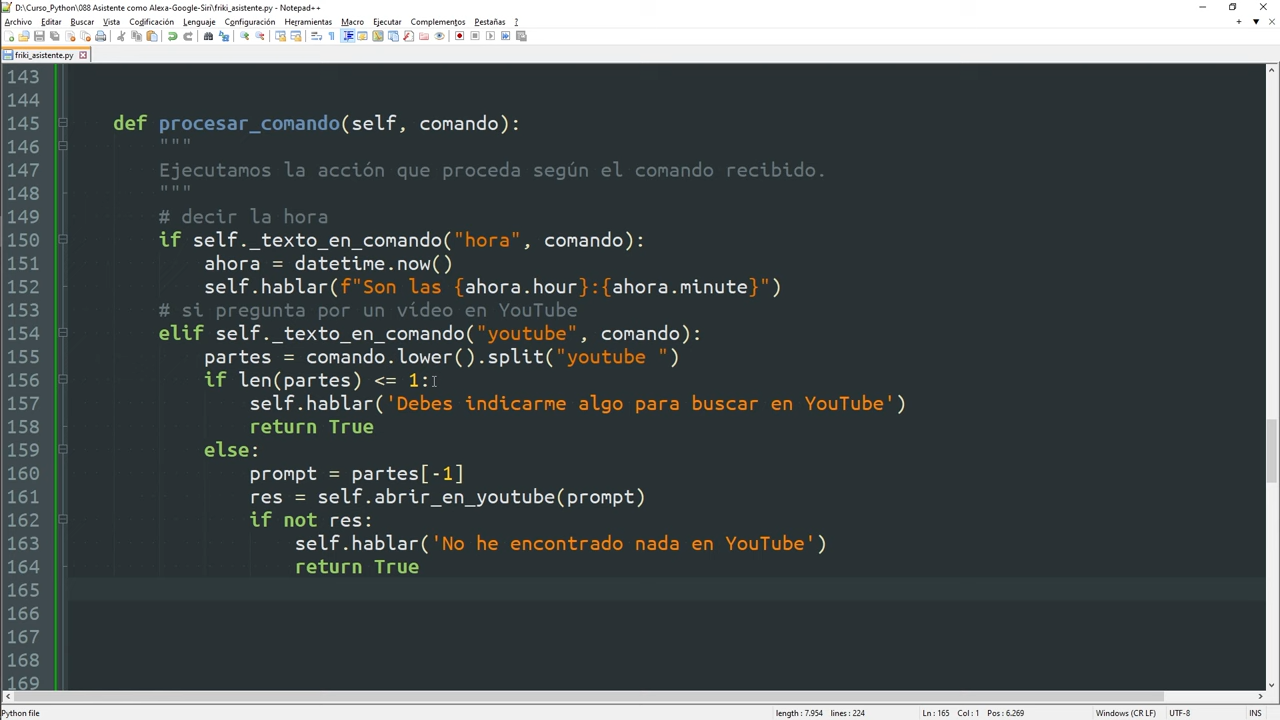 D:\Curso_Python\088 Asistente como Alexa-Google-Siri\friki_asistente.py - Notepad++
Archivo Editar Buscar Vista Codificación Lenguaje Configuración Herramientas Macro Ejecutar Complementos Pestañas ?
friki_asistente.py
143
144
145 def procesar_comando(self, comando):
146 """
147 Ejecutamos la acción que proceda según el comando recibido.
148 """
149 # decir la hora
150 if self._texto_en_comando("hora", comando):
151 ahora = datetime.now()
152 self.hablar(f"Son las {ahora.hour}:{ahora.minute}")
153 # si pregunta por un vídeo en YouTube
154 elif self._texto_en_comando("youtube", comando):
155 partes = comando.lower().split("youtube ")
156 if len(partes) <= 1:
157 self.hablar('Debes indicarme algo para buscar en YouTube')
158 return True
159 else:
160 prompt = partes[-1]
161 res = self.abrir_en_youtube(prompt)
162 if not res:
163 self.hablar('No he encontrado nada en YouTube')
164 return True
165
166
167
168
169
Python file length : 7.954 lines : 224 Ln : 165 Col : 1 Pos : 6.269 Windows (CR LF) UTF-8 INS